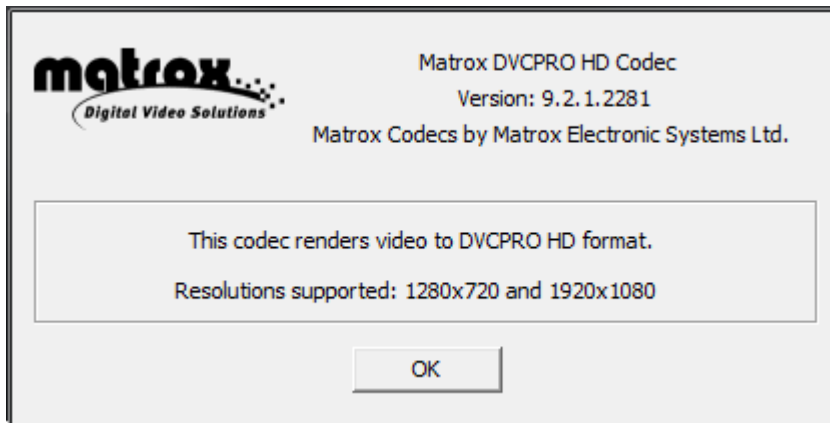 matrox
Digital Video Solutions
Matrox DVCPRO HD Codec
Version: 9.2.1.2281
Matrox Codecs by Matrox Electronic Systems Ltd.
This codec renders video to DVCPRO HD format.
Resolutions supported: 1280x720 and 1920x1080
OK